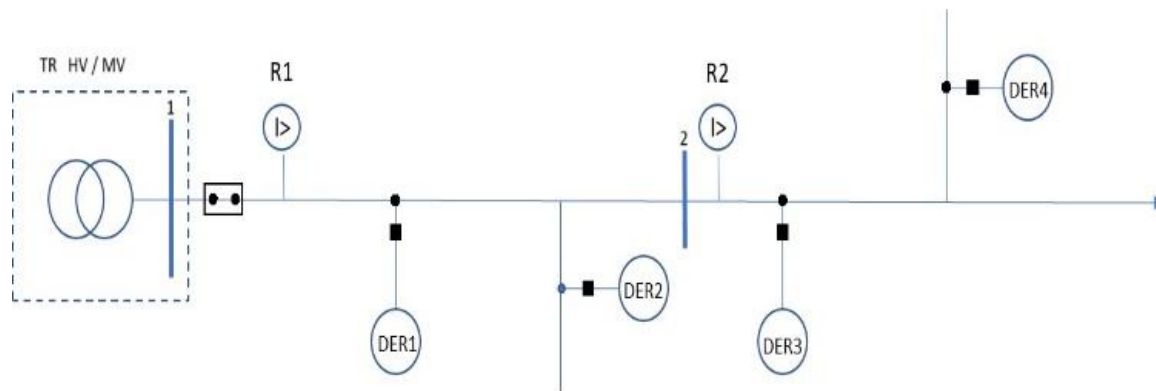 TR HV / MV
1
R1
I>
R2
2
I>
DER4
DER2
DER1
DER3